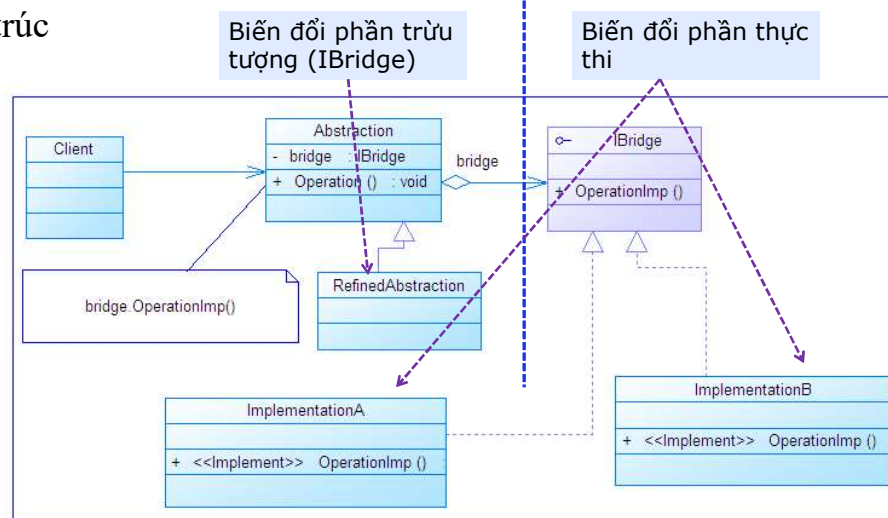 trúc
Biến đổi phần trừu
tượng (IBridge)
Biến đổi phần thực
thi
Client
Abstraction
- bridge : IBridge
+ Operation () : void
bridge
IBridge
+ OperationImp ()
bridge.OperationImp()
RefinedAbstraction
ImplementationA
+ <<Implement>> OperationImp () :
ImplementationB
+ <<Implement>> OperationImp ()